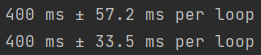 400 ms ± 57.2 ms per loop
400 ms ± 33.5 ms per loop